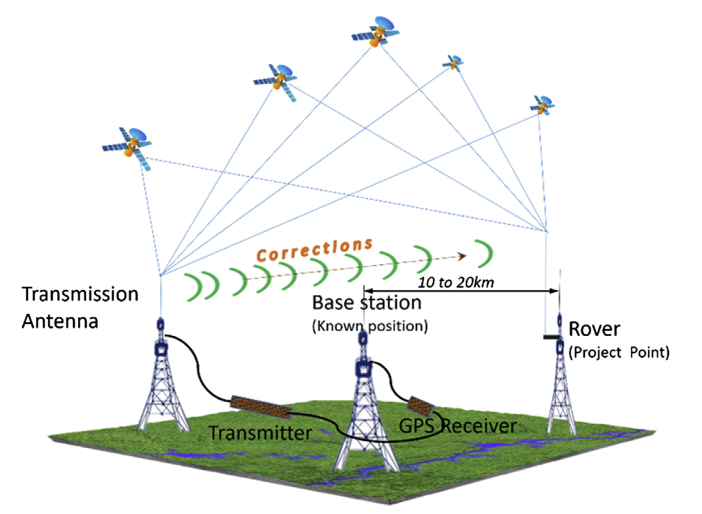 Corrections
10 to 20km
Transmission
Antenna
Base station
(Known position)
Rover
(Project Point)
Transmitter
GPS Receiver